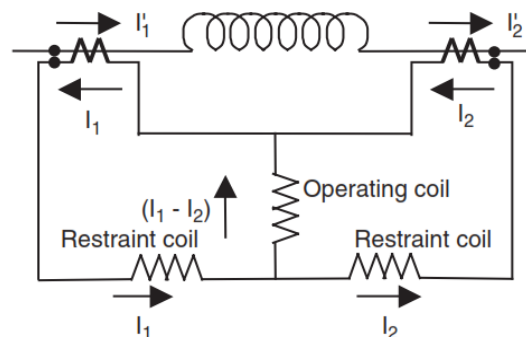 I'1 I'2
I1 I2
Operating coil
(I1 - I2)
Restraint coil Restraint coil
I1 I2